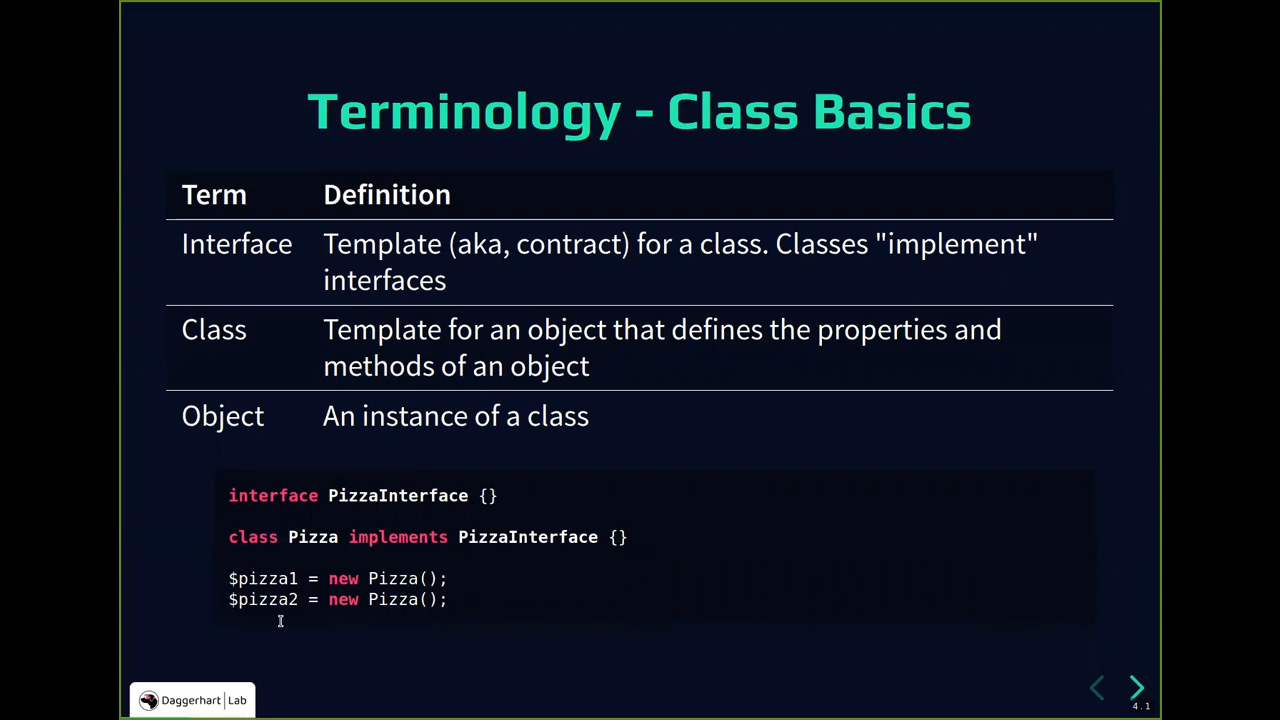 Terminology - Class Basics
Term Definition
Interface Template (aka, contract) for a class. Classes "implement"
interfaces
Class Template for an object that defines the properties and
methods of an object
Object An instance of a class
interface PizzaInterface {}
class Pizza implements PizzaInterface {}
$pizza1 = new Pizza();
$pizza2 = new Pizza();
Daggerhart Lab
4.1